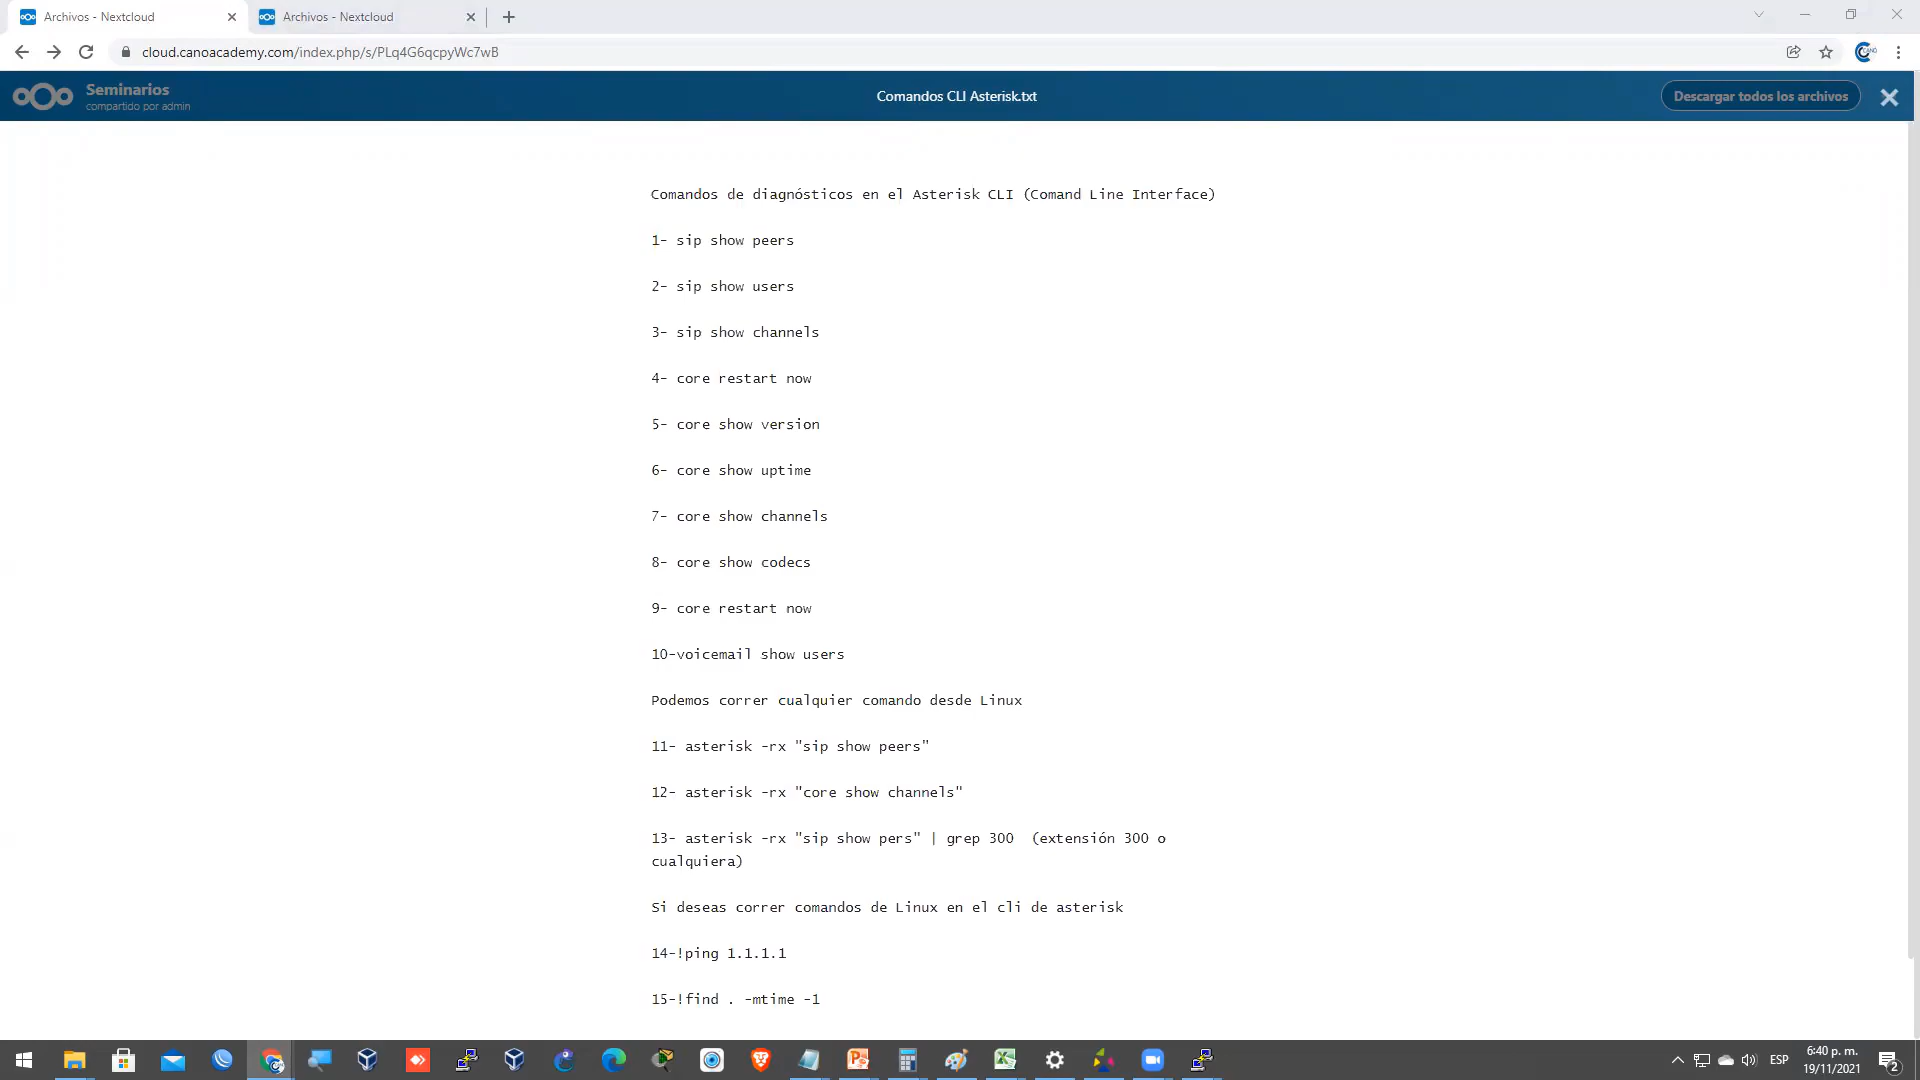 Archivos - Nextcloud
Archivos - Nextcloud
cloud.canoacademy.com/index.php/s/PLq4G6qcpyWc7wB
Seminarios
compartido por admin
Comandos CLI Asterisk.txt
Descargar todos los archivos
Comandos de diagnósticos en el Asterisk CLI (Comand Line Interface)
1- sip show peers
2- sip show users
3- sip show channels
4- core restart now
5- core show version
6- core show uptime
7- core show channels
8- core show codecs
9- core restart now
10-voicemail show users
Podemos correr cualquier comando desde Linux
11- asterisk -rx "sip show peers"
12- asterisk -rx "core show channels"
13- asterisk -rx "sip show pers" | grep 300  (extensión 300 o
cualquiera)
Si deseas correr comandos de Linux en el cli de asterisk
14-!ping 1.1.1.1
15-!find . -mtime -1
ESP
6:40 p. m.
19/11/2021
2